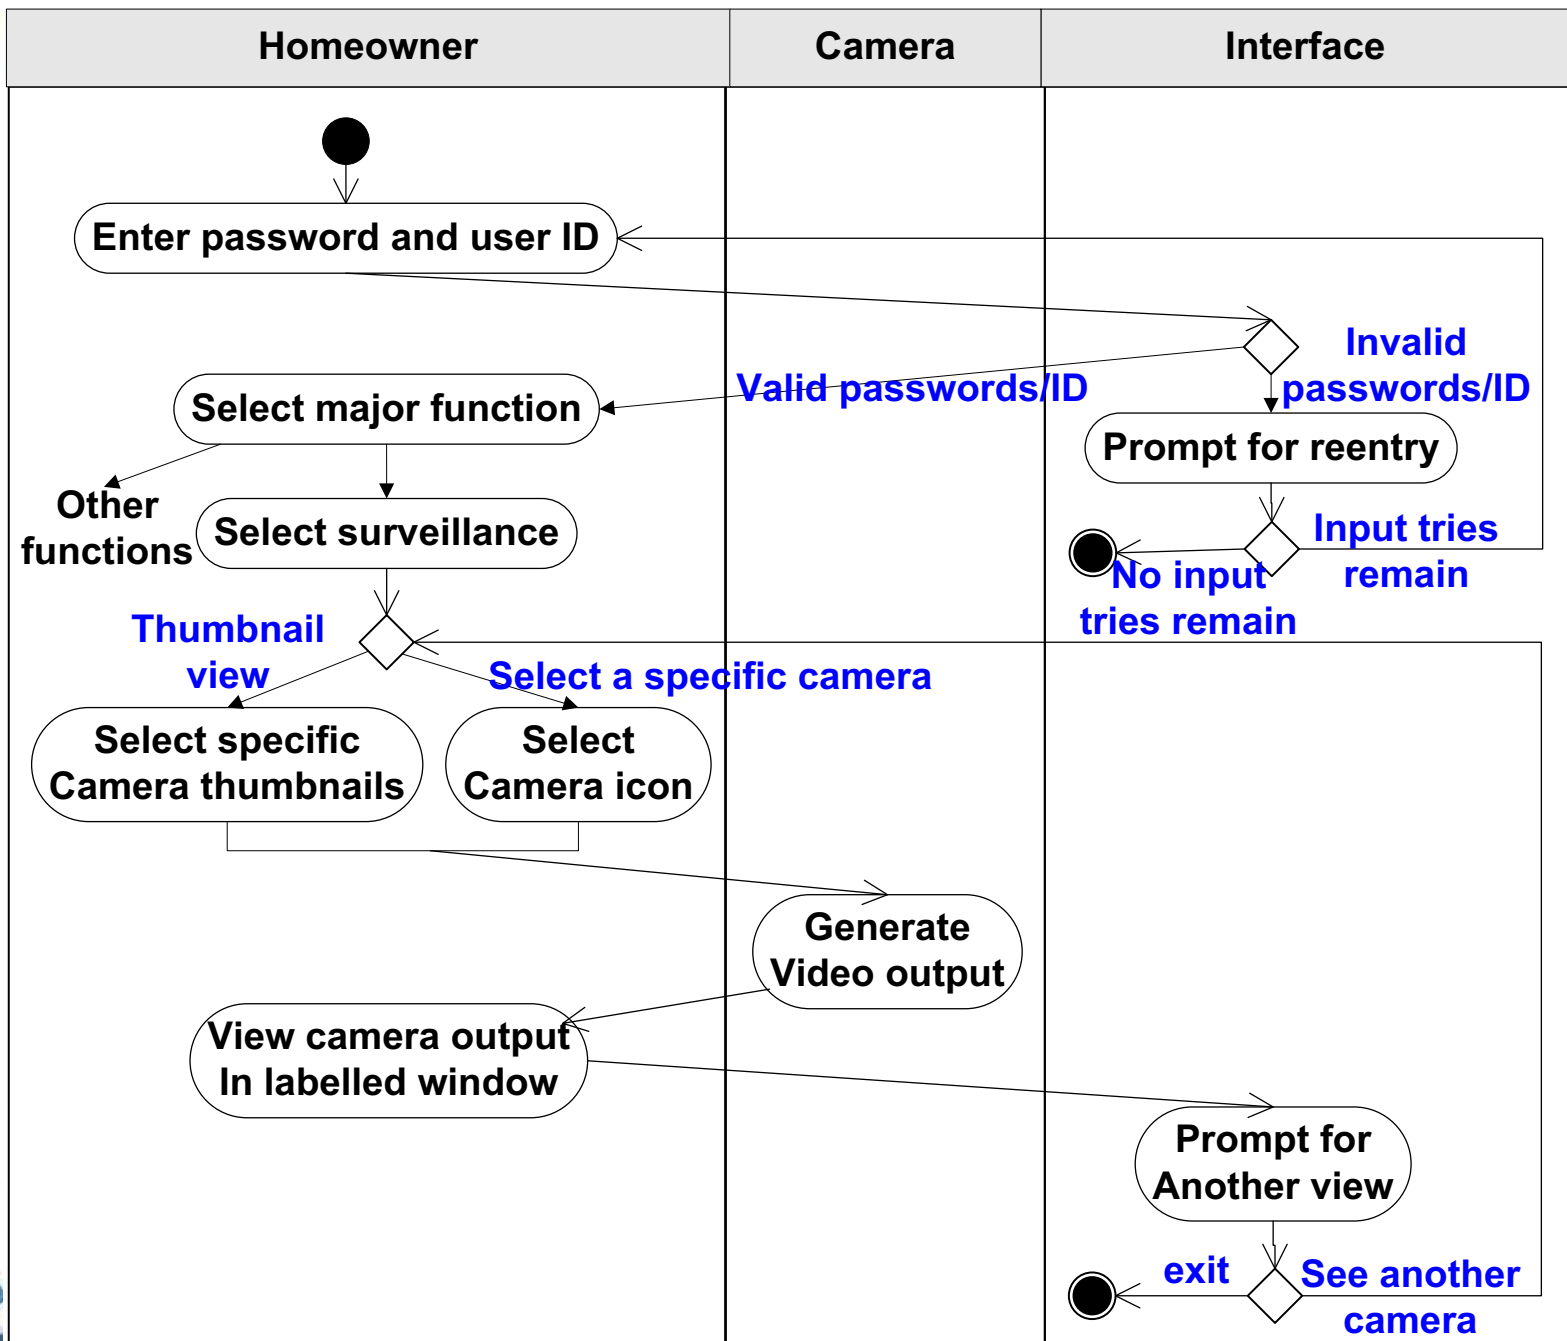 Homeowner
Camera
Interface
Enter password and user ID
Invalid
passwords/ID
Valid passwords/ID
Select major function
Prompt for reentry
Other
functions
Select surveillance
Input tries
remain
No input
tries remain
Thumbnail
view
Select a specific camera
Select specific
Camera thumbnails
Select
Camera icon
Generate
Video output
View camera output
In labelled window
Prompt for
Another view
exit
See another
camera